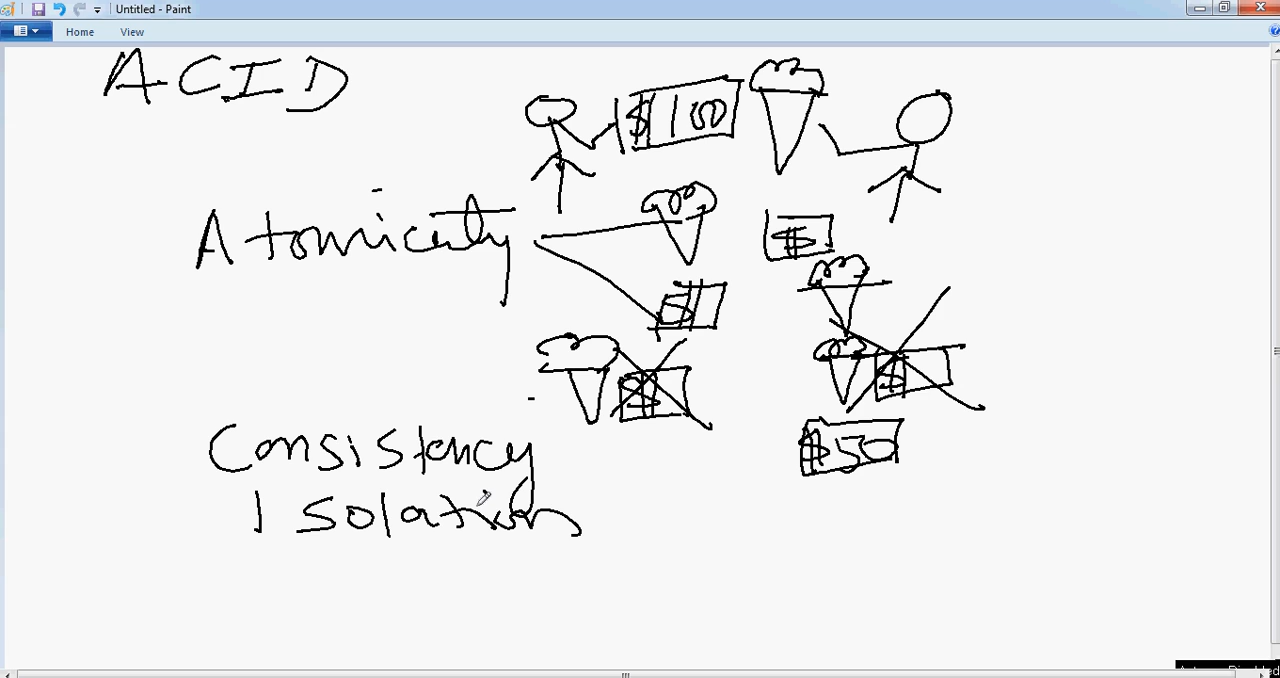 Untitled - Paint
Home View
ACID
$100
Atomicity
$
$
$ $
Consistency
$50
Isolation